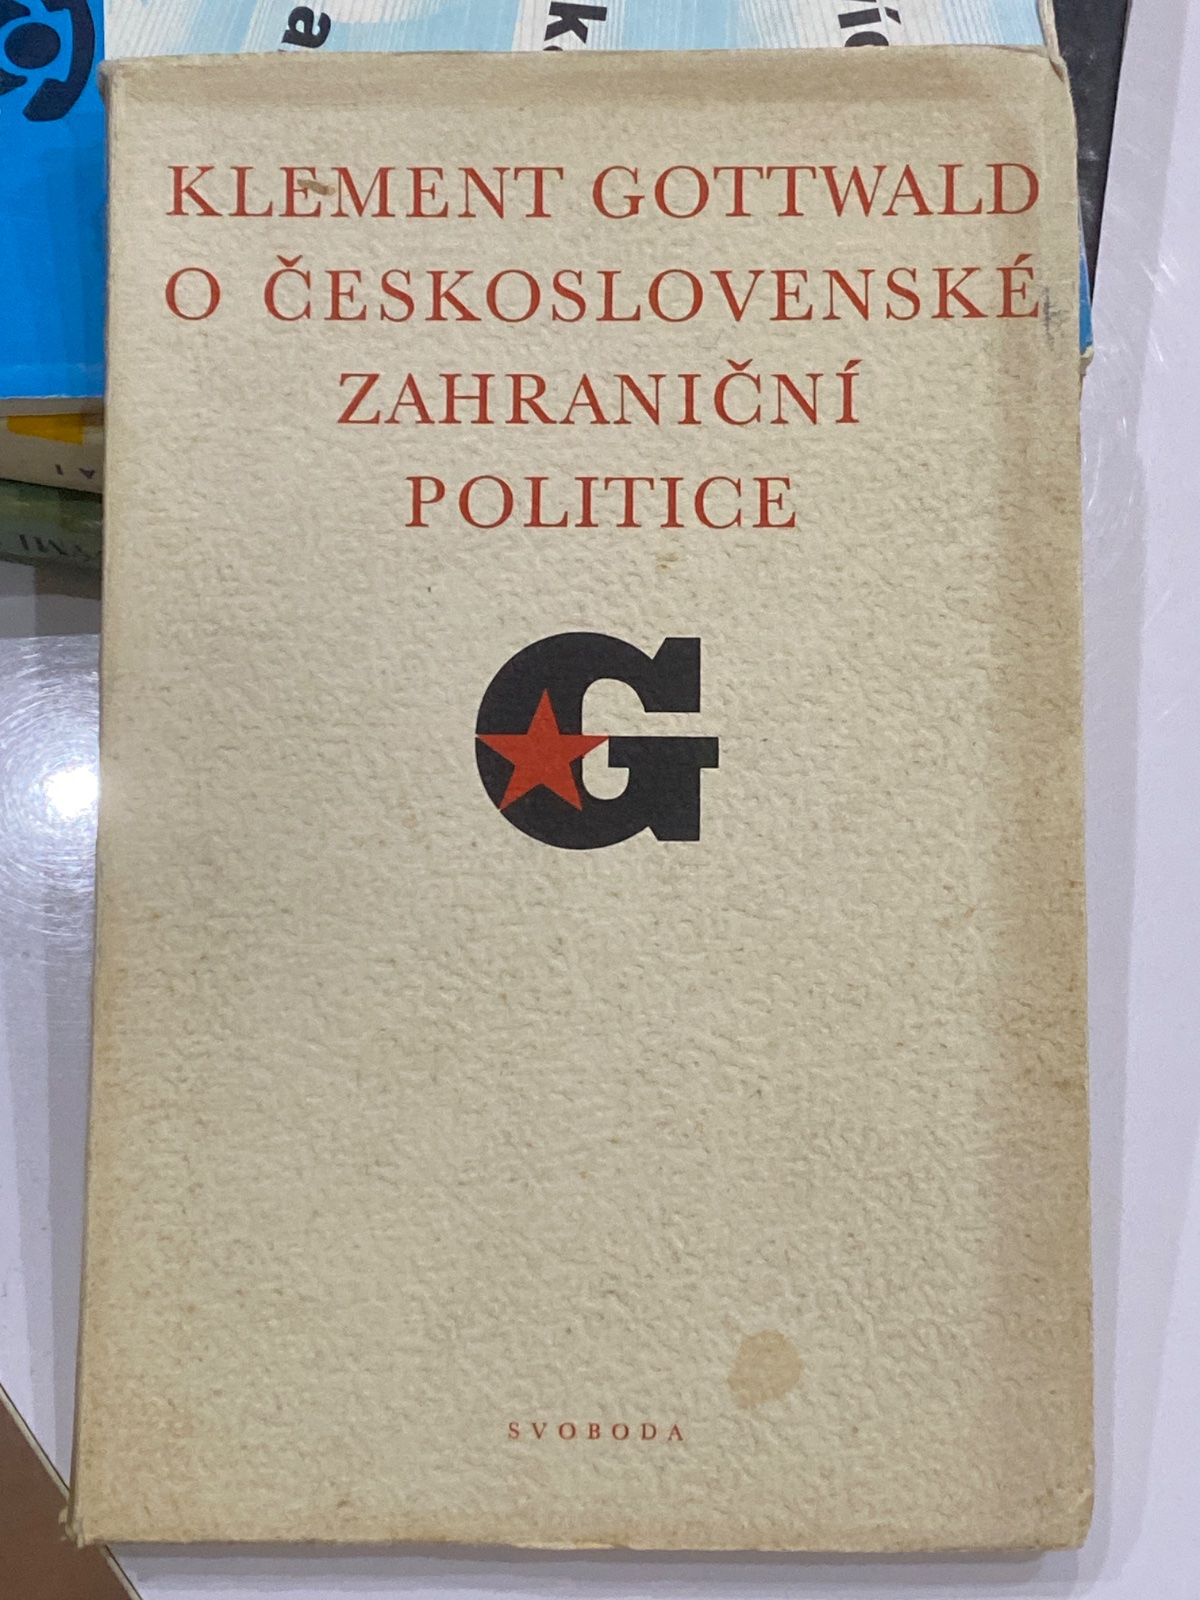 KLEMENT GOTTWALD
O ČESKOSLOVENSKÉ
ZAHRANIČNÍ
POLITICE
G
SVOBODA